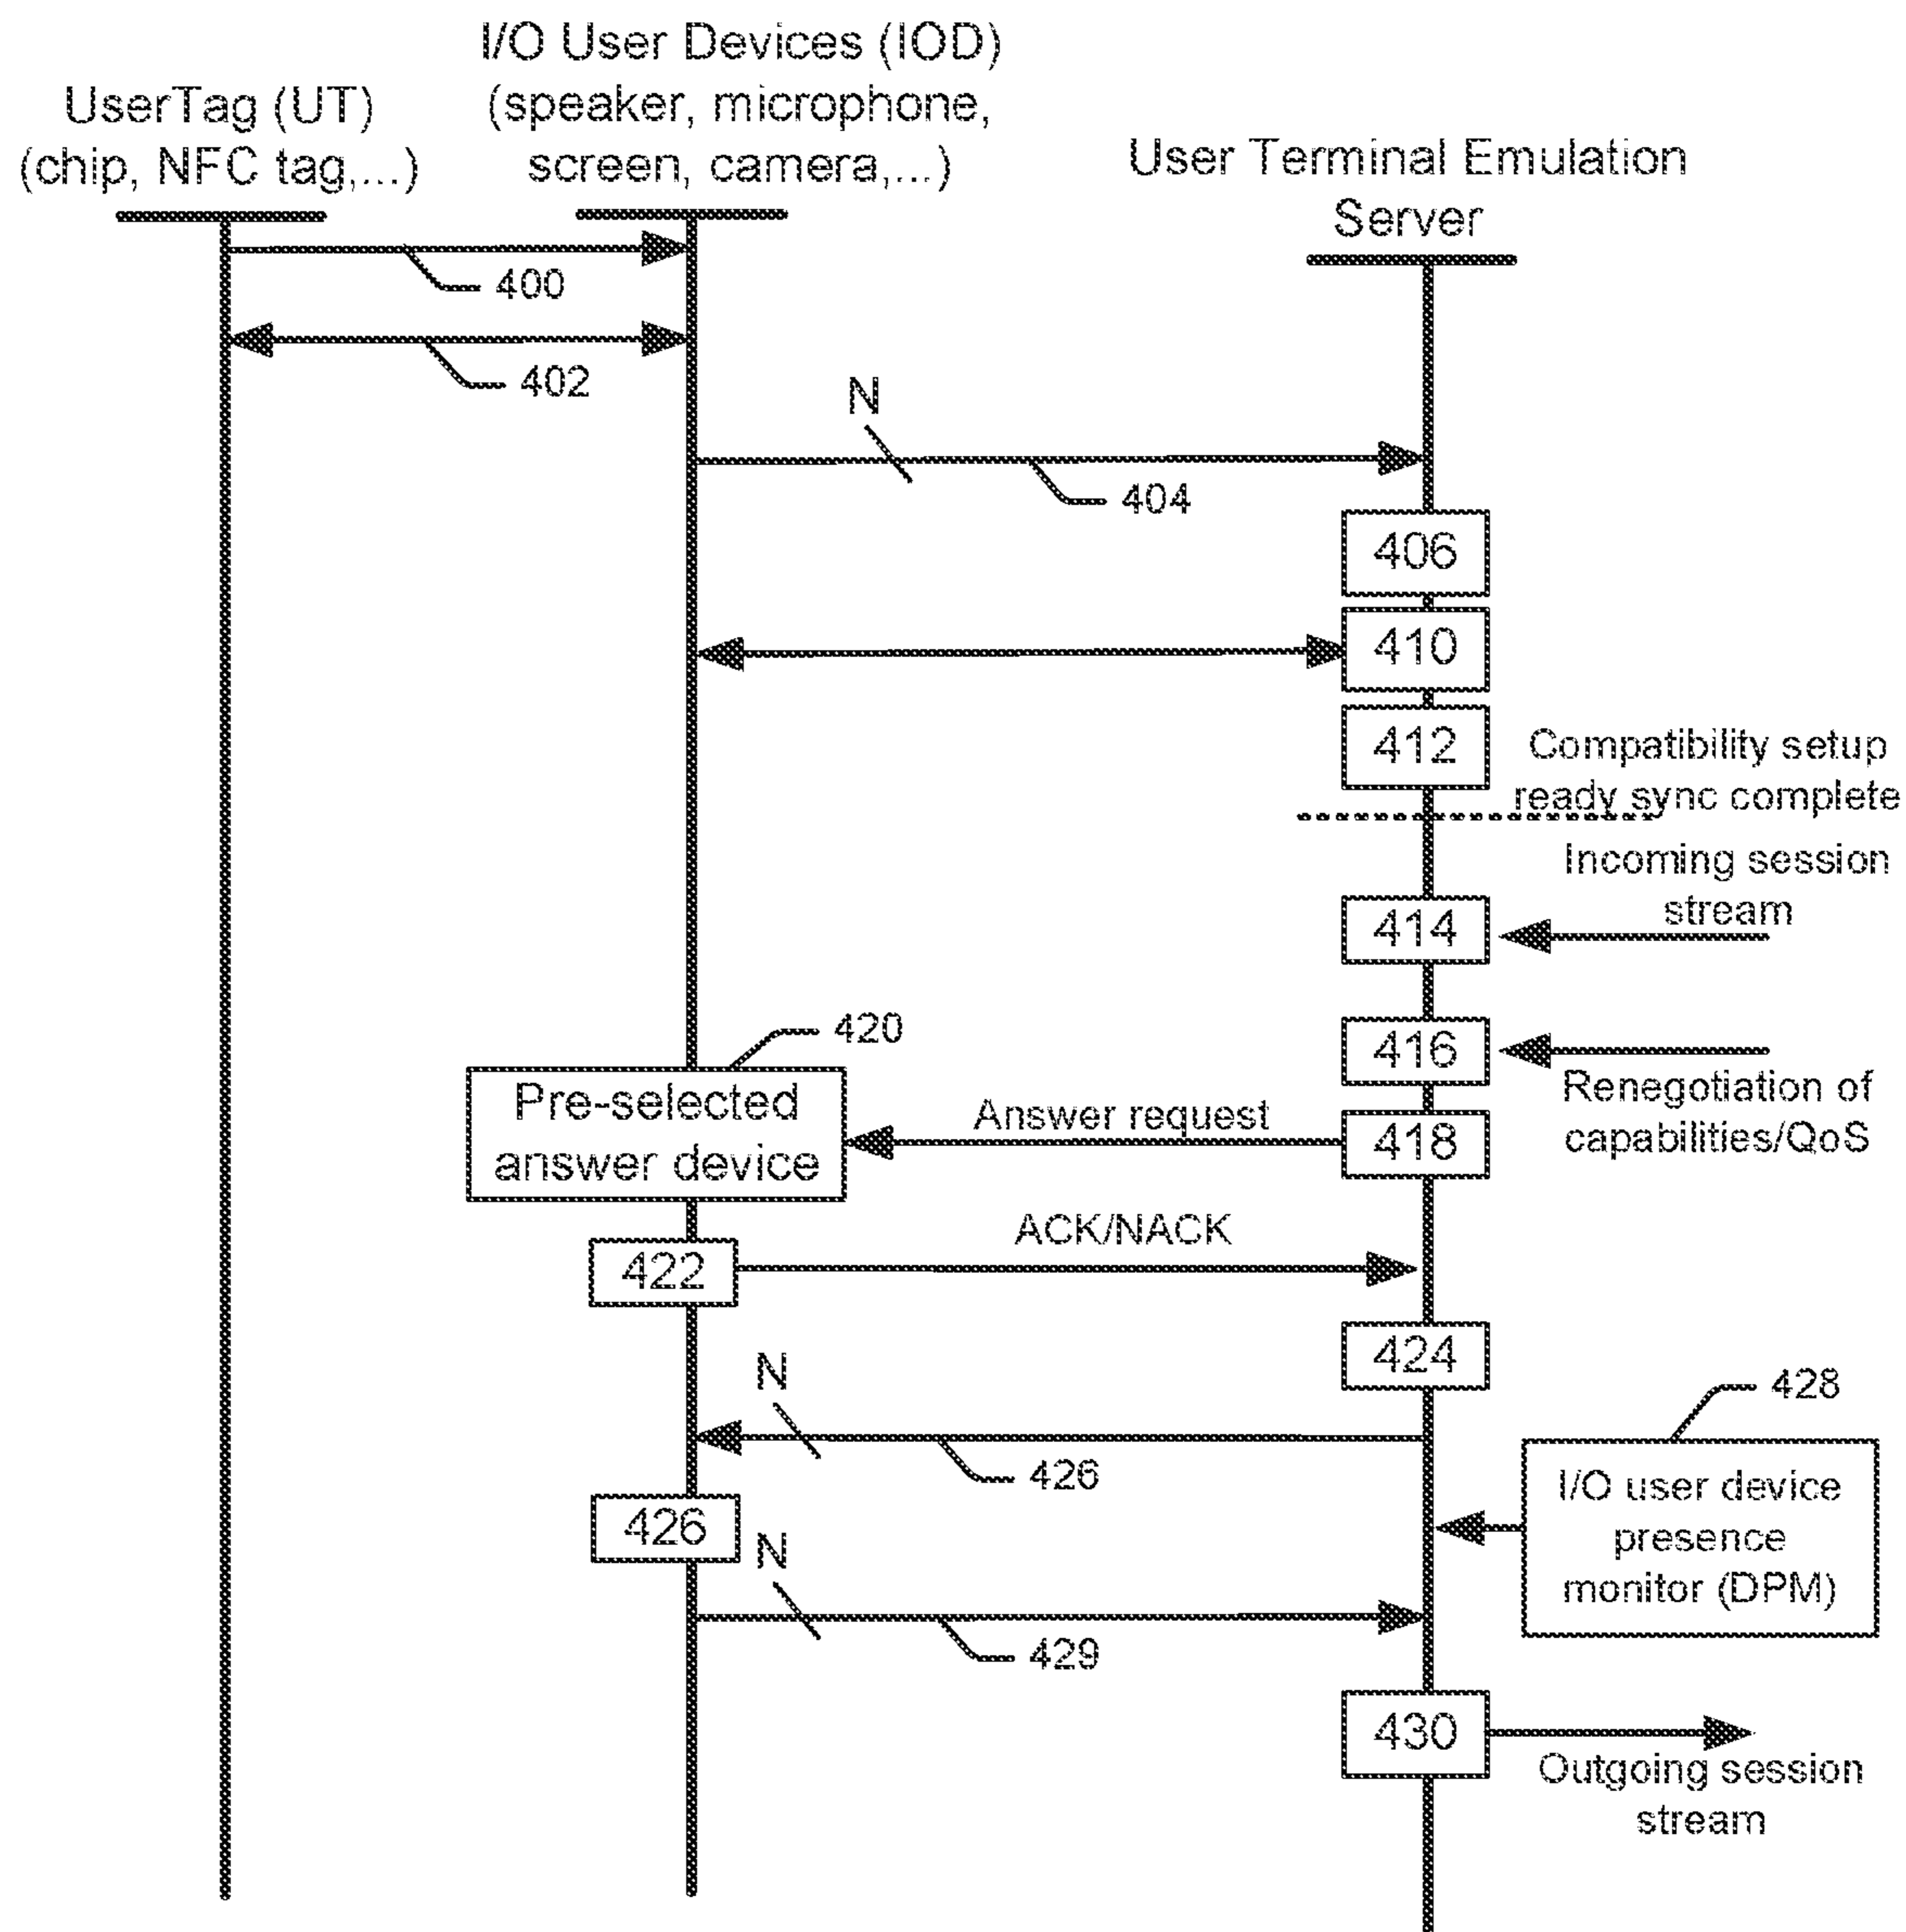 I/O User Devices (IOD)
(speaker, microphone,
screen, camera,...)
UserTag (UT)
(chip, NFC tag,...)
User Terminal Emulation
Server
400
402
N
404
406
410
412
Compatibility setup
ready sync complete
Incoming session
stream
414
420
416
Renegotiation of
capabilities/QoS
Pre-selected
answer device
Answer request
418
ACK/NACK
422
424
N
428
426
I/O user device
presence
monitor (DPM)
426
N
429
430
Outgoing session
stream